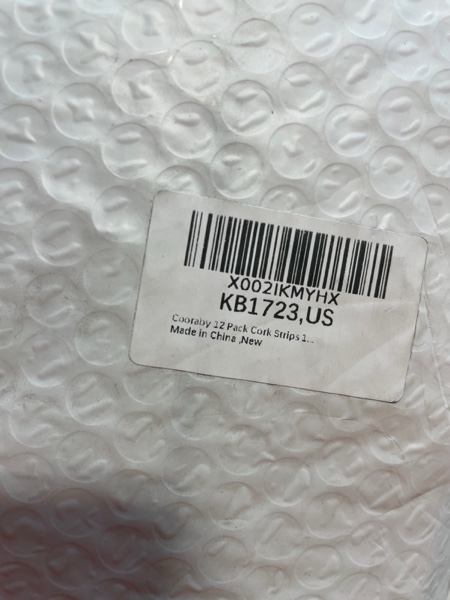 X002IKMYHX
KB1723,US
Cooraby 12 Pack Cork Strips 1...
Made in China ,New